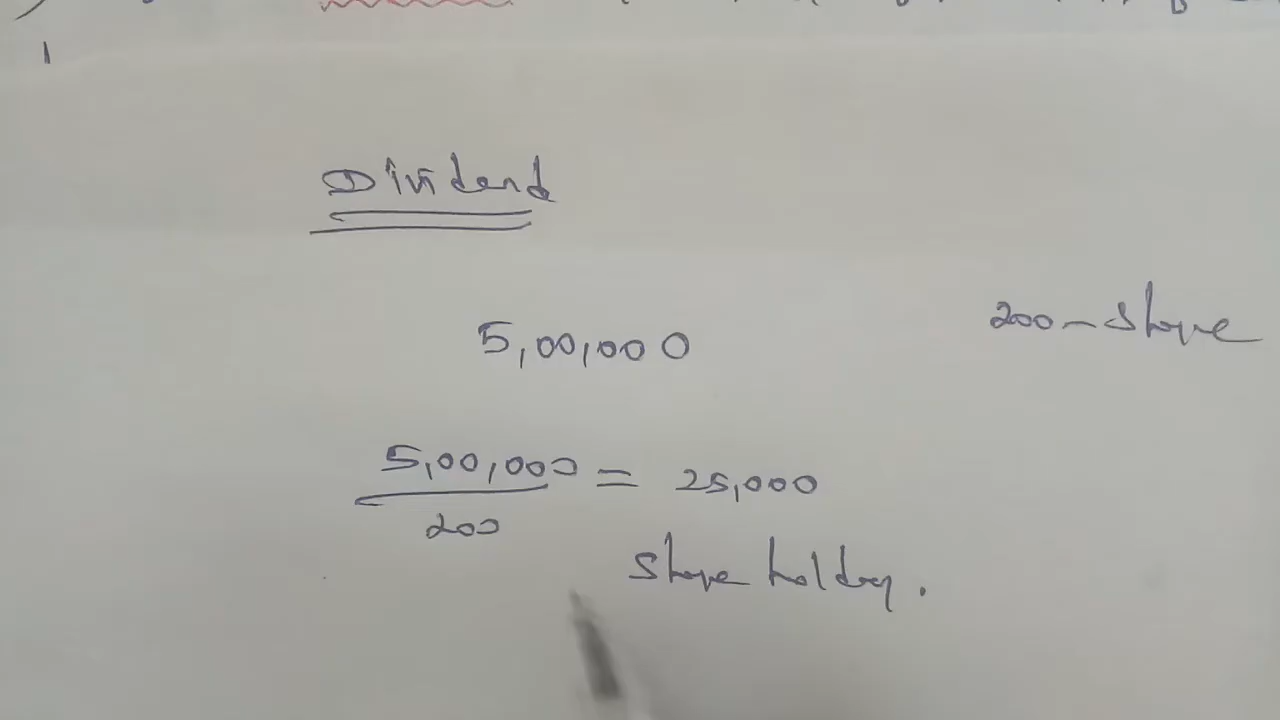 Dividend
5,00,000
200 - Share
5,00,000 / 200 = 25,000
Share holder.